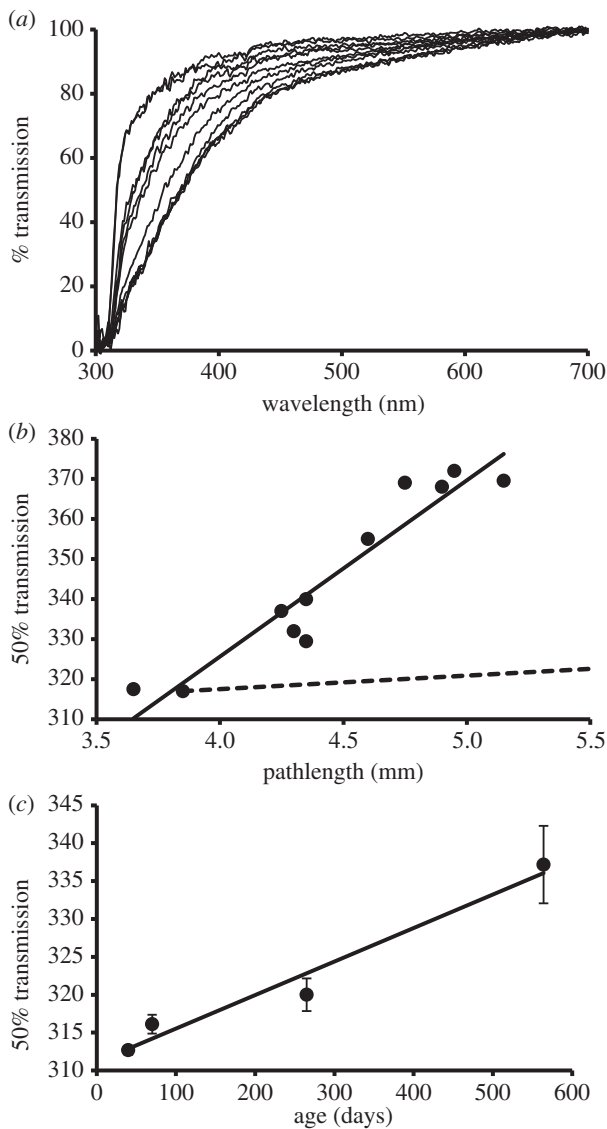 (a)
100
80
60
40
20
0
% transmission
300 400 500 600 700
wavelength (nm)
(b)
380
370
360
350
340
330
320
310
50% transmission
3.5 4.0 4.5 5.0 5.5
pathlength (mm)
(c)
345
340
335
330
325
320
315
310
50% transmission
0 100 200 300 400 500 600
age (days)